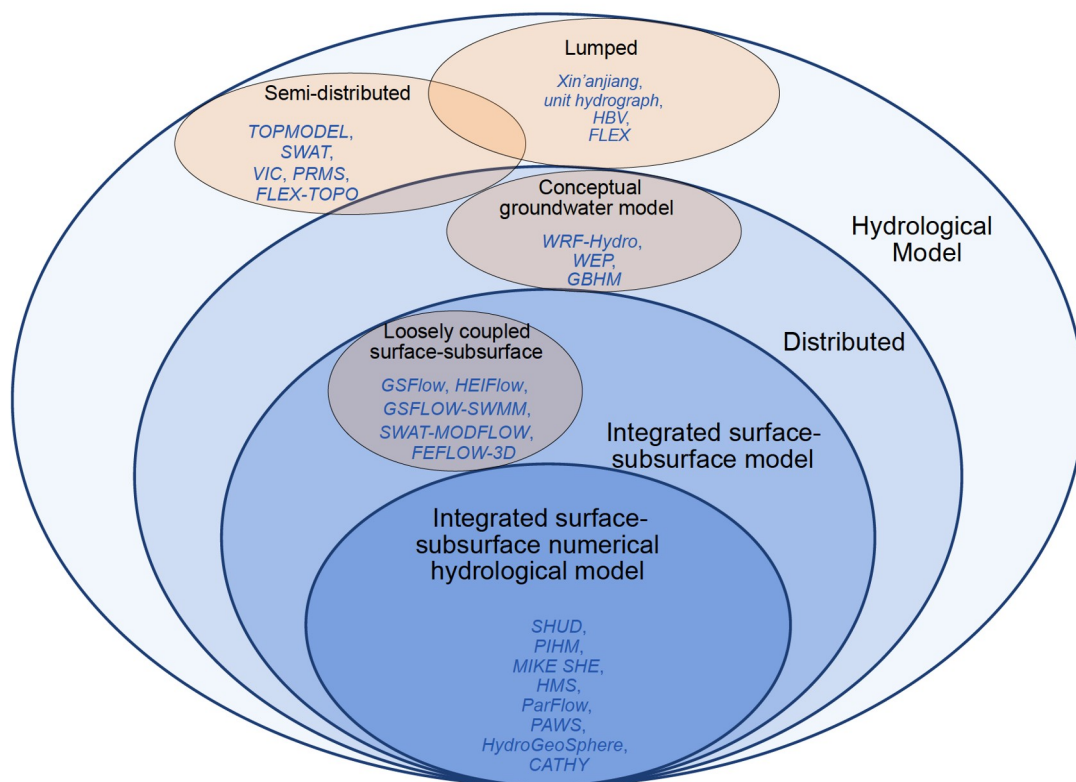 Lumped
Xin'anjiang,
unit hydrograph,
HBV,
FLEX
Semi-distributed
TOPMODEL,
SWAT,
VIC, PRMS,
FLEX-TOPO
Conceptual
groundwater model
WRF-Hydro,
WEP,
GBHM
Hydrological
Model
Loosely coupled
surface-subsurface
GSFlow, HEIFlow,
GSFLOW-SWMM,
SWAT-MODFLOW,
FEFLOW-3D
Distributed
Integrated surface-
subsurface model
Integrated surface-
subsurface numerical
hydrological model
SHUD,
PIHM,
MIKE SHE,
HMS,
ParFlow,
PAWS,
HydroGeoSphere,
CATHY